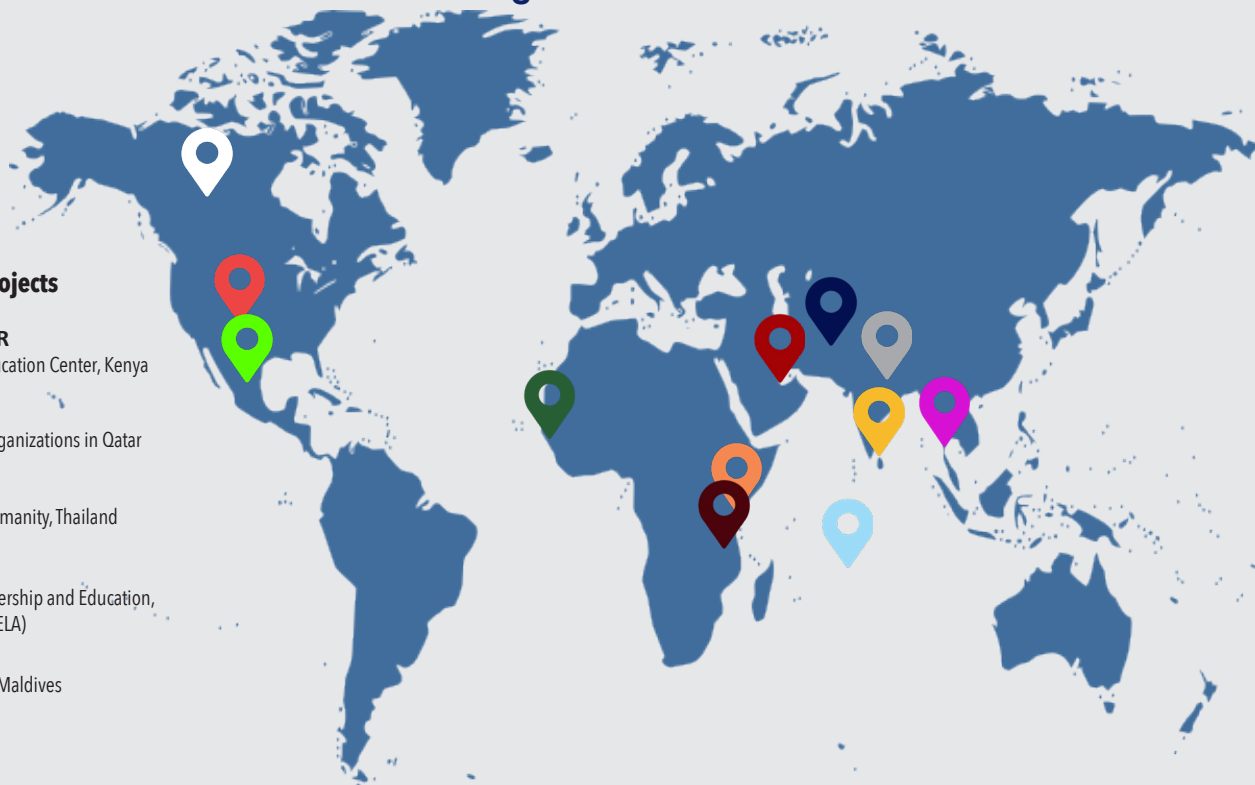 ojects
R
cation Center, Kenya
ganizations in Qatar
manity, Thailand
ership and Education,
ELA)
Maldives